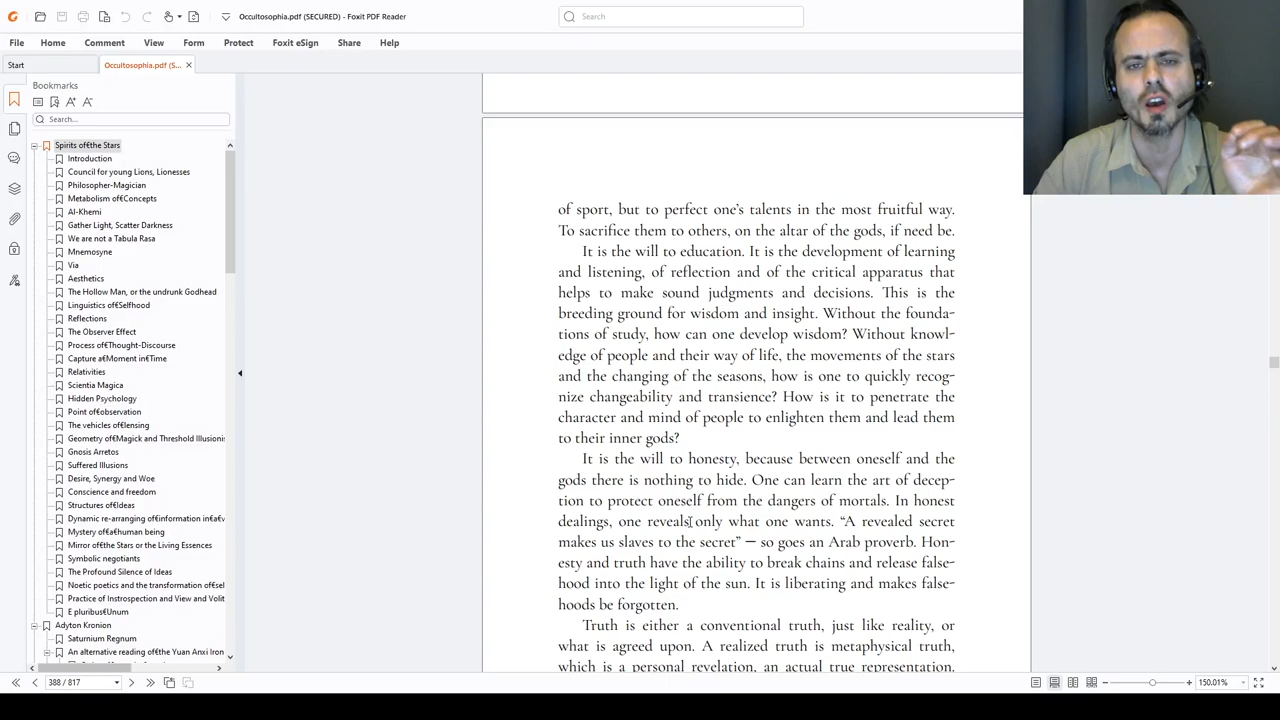 Occultosophia.pdf (SECURED) - Foxit PDF Reader
Search
File Home Comment View Form Protect Foxit eSign Share Help
Start
Occultosophia.pdf (S...
Bookmarks
Search...
Spirits of€the Stars
Introduction
Council for young Lions, Lionesses
Philosopher-Magician
Metabolism of€Concepts
Al-Khemi
Gather Light, Scatter Darkness
We are not a Tabula Rasa
Mnemosyne
Via
Aesthetics
The Hollow Man, or the undrunk Godhead
Linguistics of€Selfhood
Reflections
The Observer Effect
Process of€Thought-Discourse
Capture a€Moment in€Time
Relativities
Scientia Magica
Hidden Psychology
Point of€observation
The vehicles of€lensing
Geometry of€Magick and Threshold Illusionis
Gnosis Arretos
Suffered Illusions
Desire, Synergy and Woe
Conscience and freedom
Structures of€Ideas
Dynamic re-arranging of€information in€a€v
Mystery of€a€human being
Mirror of€the Stars or the Living Essences
Symbolic negotiants
The Profound Silence of Ideas
Noetic poetics and the transformation of€sel
Practice of Instrospection and View and Volit
E pluribus€Unum
Adyton Kronion
Saturnium Regnum
An alternative reading of€the Yuan Anxi Iron
of sport, but to perfect one's talents in the most fruitful way.
To sacrifice them to others, on the altar of the gods, if need be.
It is the will to education. It is the development of learning
and listening, of reflection and of the critical apparatus that
helps to make sound judgments and decisions. This is the
breeding ground for wisdom and insight. Without the founda-
tions of study, how can one develop wisdom? Without knowl-
edge of people and their way of life, the movements of the stars
and the changing of the seasons, how is one to quickly recog-
nize changeability and transience? How is it to penetrate the
character and mind of people to enlighten them and lead them
to their inner gods?
It is the will to honesty, because between oneself and the
gods there is nothing to hide. One can learn the art of decep-
tion to protect oneself from the dangers of mortals. In honest
dealings, one reveals only what one wants. “A revealed secret
makes us slaves to the secret” — so goes an Arab proverb. Hon-
esty and truth have the ability to break chains and release false-
hood into the light of the sun. It is liberating and makes false-
hoods be forgotten.
Truth is either a conventional truth, just like reality, or
what is agreed upon. A realized truth is metaphysical truth,
which is a personal revelation, an actual true representation.
388 / 817
150.01%